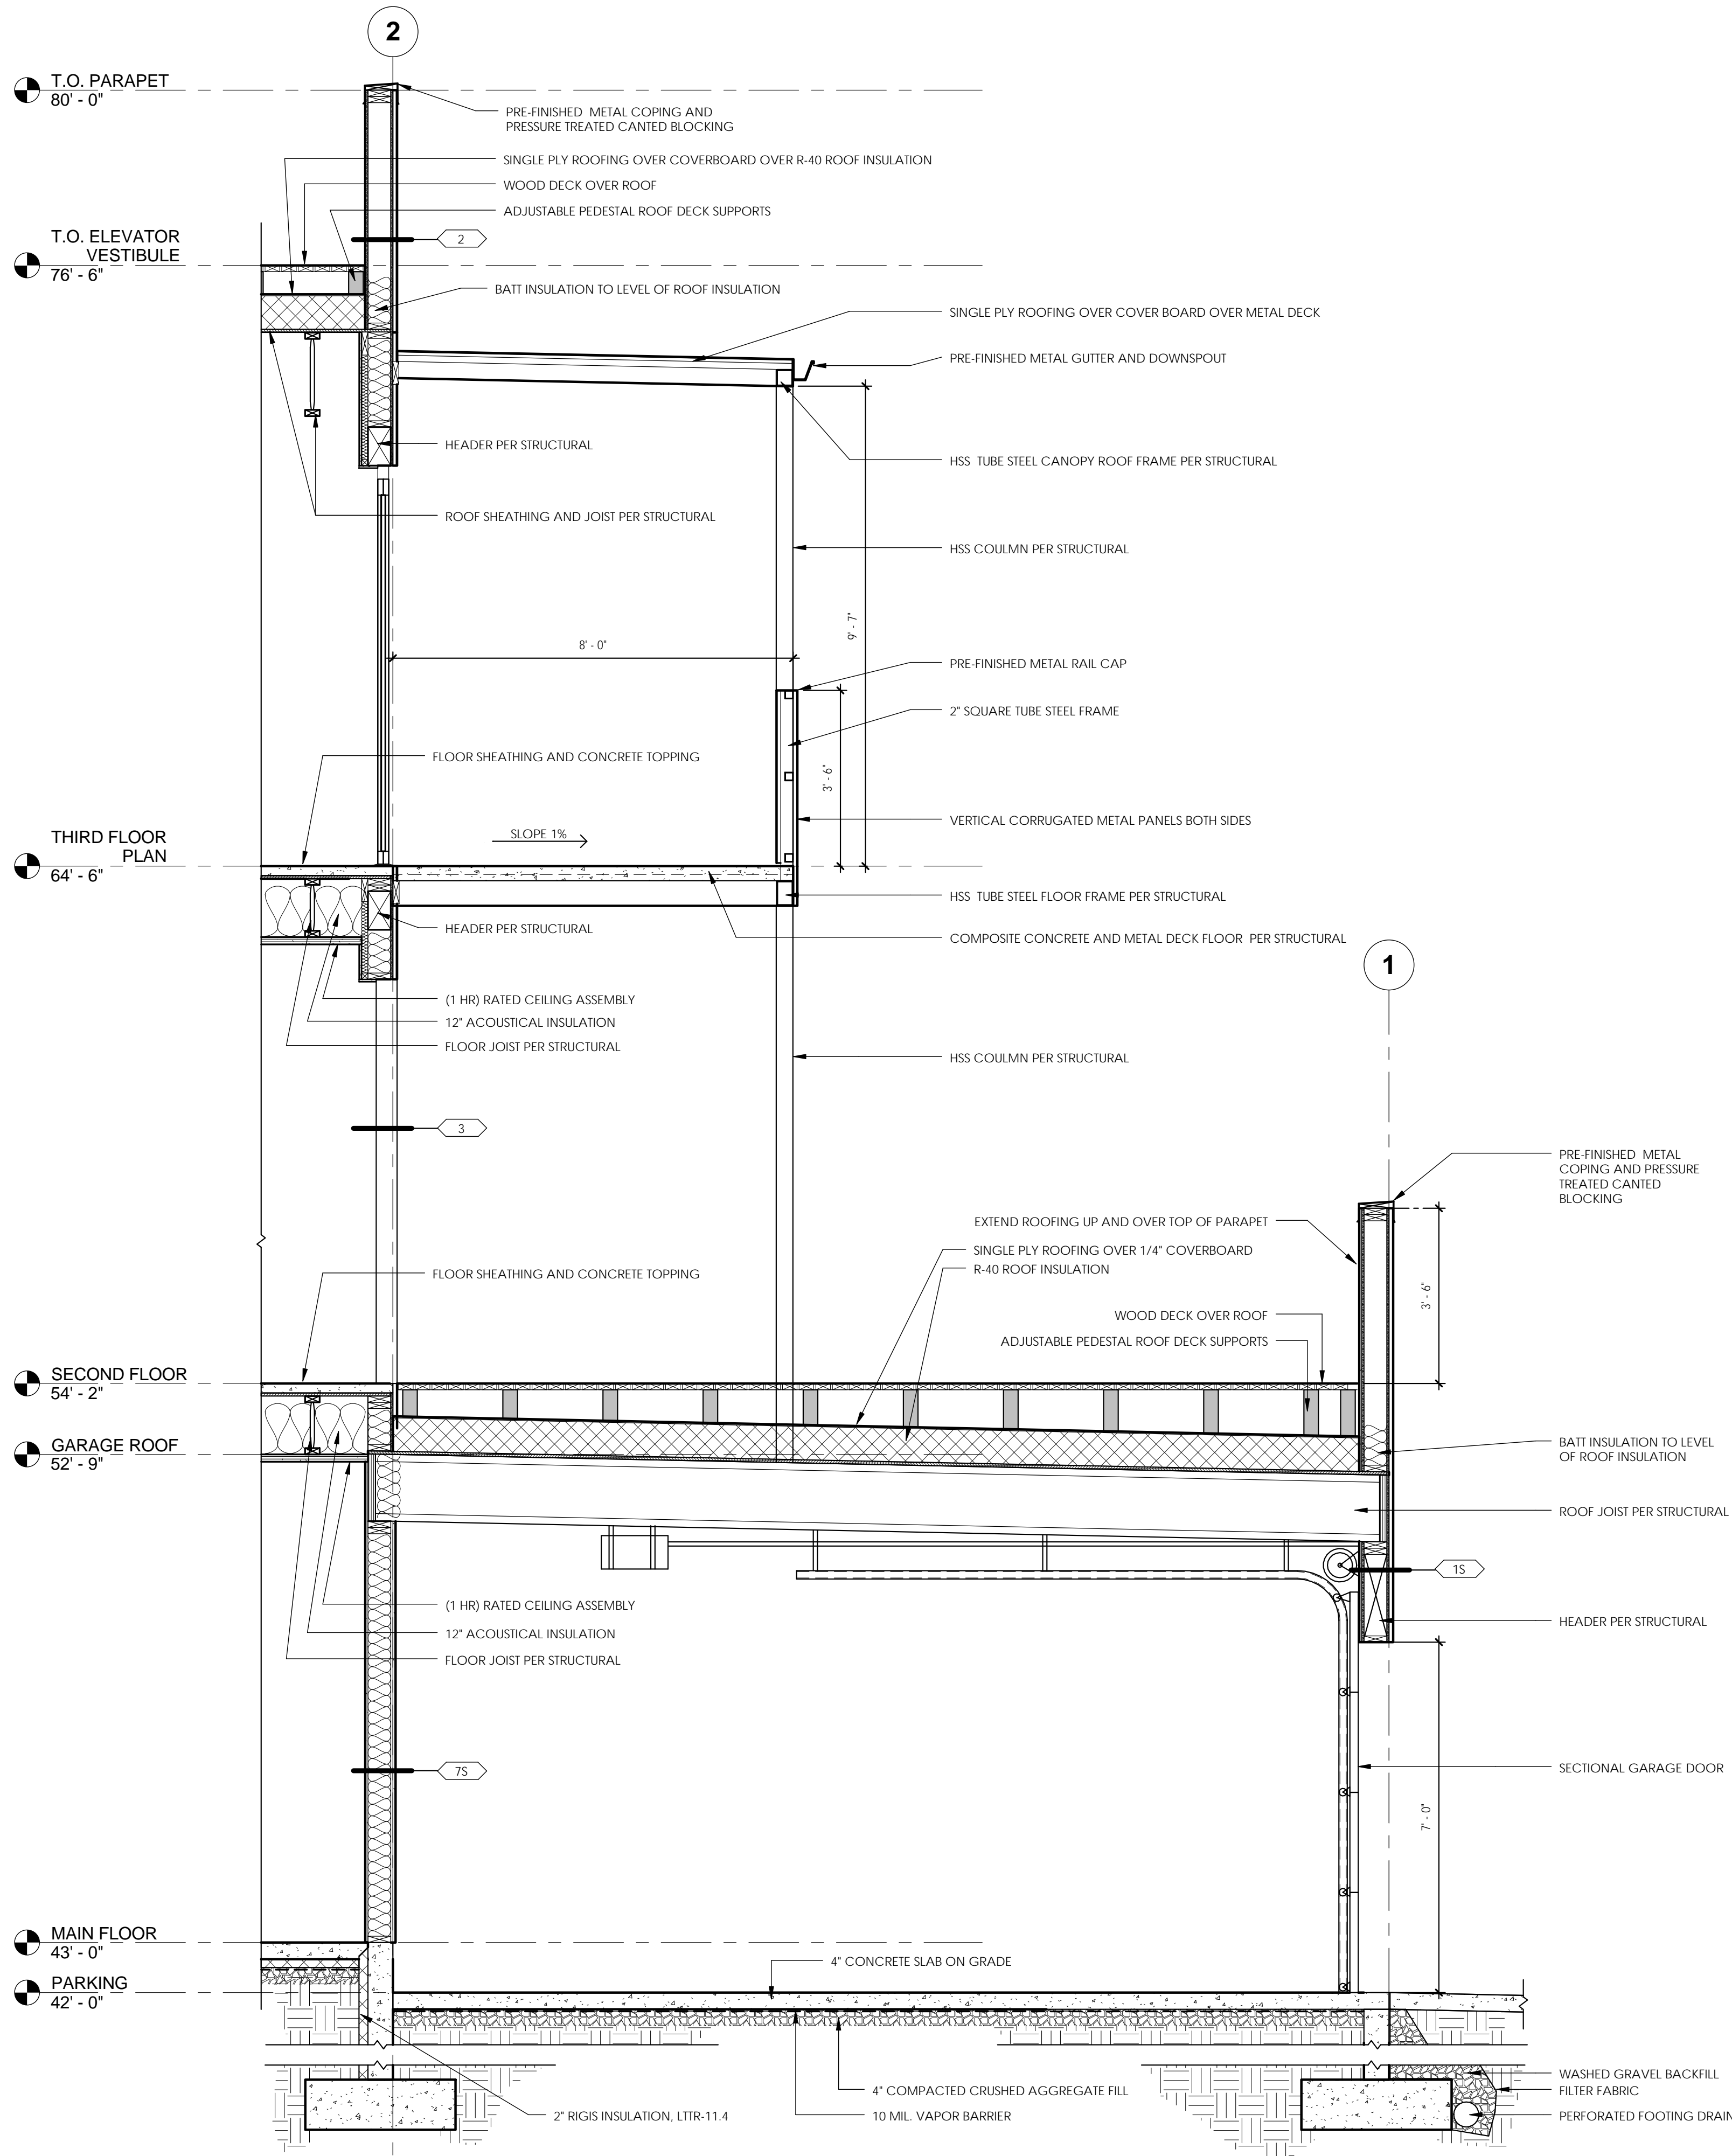 2
T.O. PARAPET
80' - 0"
PRE-FINISHED METAL COPING AND
PRESSURE TREATED CANTED BLOCKING
SINGLE PLY ROOFING OVER COVERBOARD OVER R-40 ROOF INSULATION
WOOD DECK OVER ROOF
ADJUSTABLE PEDESTAL ROOF DECK SUPPORTS
T.O. ELEVATOR
VESTIBULE
76' - 6"
2
BATT INSULATION TO LEVEL OF ROOF INSULATION
SINGLE PLY ROOFING OVER COVER BOARD OVER METAL DECK
PRE-FINISHED METAL GUTTER AND DOWNSPOUT
HEADER PER STRUCTURAL
HSS TUBE STEEL CANOPY ROOF FRAME PER STRUCTURAL
ROOF SHEATHING AND JOIST PER STRUCTURAL
HSS COULMN PER STRUCTURAL
9' - 7"
8' - 0"
PRE-FINISHED METAL RAIL CAP
2" SQUARE TUBE STEEL FRAME
FLOOR SHEATHING AND CONCRETE TOPPING
3' - 6"
VERTICAL CORRUGATED METAL PANELS BOTH SIDES
SLOPE 1%
THIRD FLOOR
PLAN
64' - 6"
HSS TUBE STEEL FLOOR FRAME PER STRUCTURAL
HEADER PER STRUCTURAL
COMPOSITE CONCRETE AND METAL DECK FLOOR PER STRUCTURAL
1
(1 HR) RATED CEILING ASSEMBLY
12" ACOUSTICAL INSULATION
FLOOR JOIST PER STRUCTURAL
HSS COULMN PER STRUCTURAL
3
PRE-FINISHED METAL
COPING AND PRESSURE
TREATED CANTED
BLOCKING
EXTEND ROOFING UP AND OVER TOP OF PARAPET
SINGLE PLY ROOFING OVER 1/4" COVERBOARD
R-40 ROOF INSULATION
FLOOR SHEATHING AND CONCRETE TOPPING
3' - 6"
WOOD DECK OVER ROOF
ADJUSTABLE PEDESTAL ROOF DECK SUPPORTS
SECOND FLOOR
54' - 2"
GARAGE ROOF
52' - 9"
BATT INSULATION TO LEVEL
OF ROOF INSULATION
ROOF JOIST PER STRUCTURAL
1S
(1 HR) RATED CEILING ASSEMBLY
12" ACOUSTICAL INSULATION
FLOOR JOIST PER STRUCTURAL
HEADER PER STRUCTURAL
7S
SECTIONAL GARAGE DOOR
7' - 0"
MAIN FLOOR
43' - 0"
4" CONCRETE SLAB ON GRADE
PARKING
42' - 0"
4" COMPACTED CRUSHED AGGREGATE FILL
10 MIL. VAPOR BARRIER
2" RIGIS INSULATION, LTTR-11.4
WASHED GRAVEL BACKFILL
FILTER FABRIC
PERFORATED FOOTING DRAIN